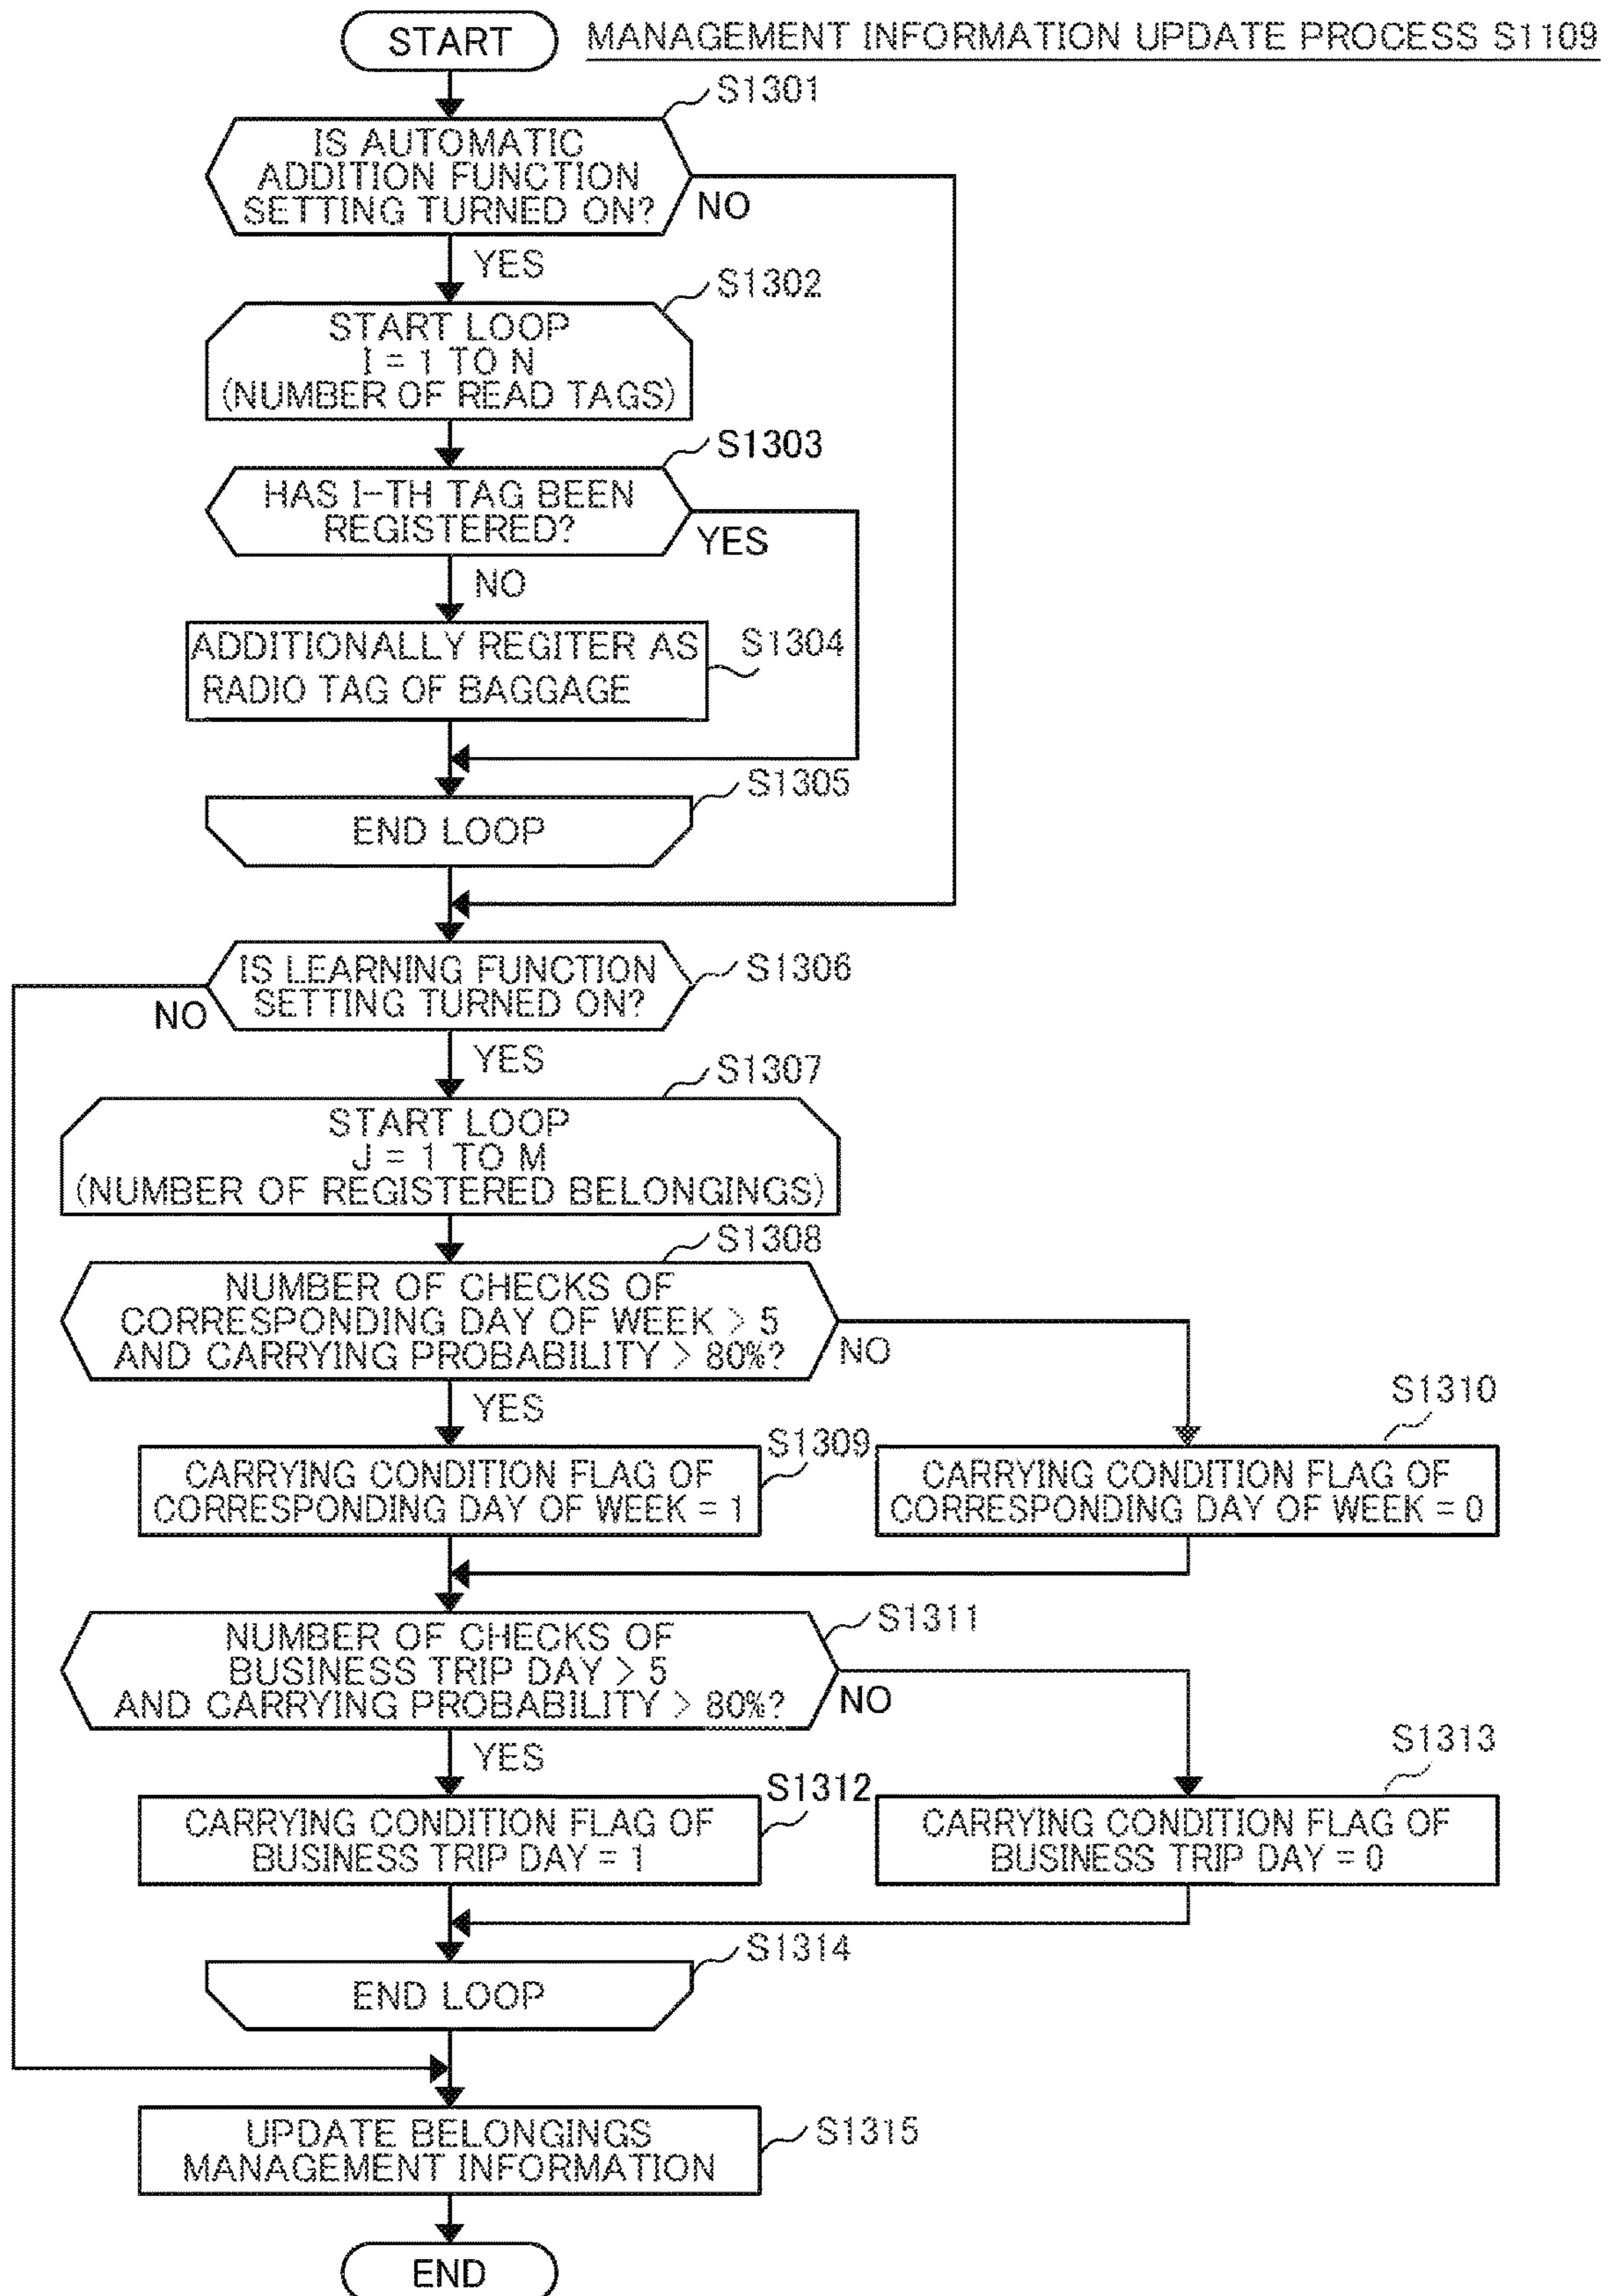 START
MANAGEMENT INFORMATION UPDATE PROCESS S1109
S1301
IS AUTOMATIC
ADDITION FUNCTION
SETTING TURNED ON?
NO
YES
S1302
START LOOP
I = 1 TO N
(NUMBER OF READ TAGS)
S1303
HAS I-TH TAG BEEN
REGISTERED?
YES
NO
S1304
ADDITIONALLY REGITER AS
RADIO TAG OF BAGGAGE
S1305
END LOOP
S1306
IS LEARNING FUNCTION
SETTING TURNED ON?
NO
YES
S1307
START LOOP
J = 1 TO M
(NUMBER OF REGISTERED BELONGINGS)
S1308
NUMBER OF CHECKS OF
CORRESPONDING DAY OF WEEK > 5
AND CARRYING PROBABILITY > 80%?
NO
YES
S1309
CARRYING CONDITION FLAG OF
CORRESPONDING DAY OF WEEK = 1
S1310
CARRYING CONDITION FLAG OF
CORRESPONDING DAY OF WEEK = 0
S1311
NUMBER OF CHECKS OF
BUSINESS TRIP DAY > 5
AND CARRYING PROBABILITY > 80%?
NO
YES
S1312
CARRYING CONDITION FLAG OF
BUSINESS TRIP DAY = 1
S1313
CARRYING CONDITION FLAG OF
BUSINESS TRIP DAY = 0
S1314
END LOOP
S1315
UPDATE BELONGINGS
MANAGEMENT INFORMATION
END